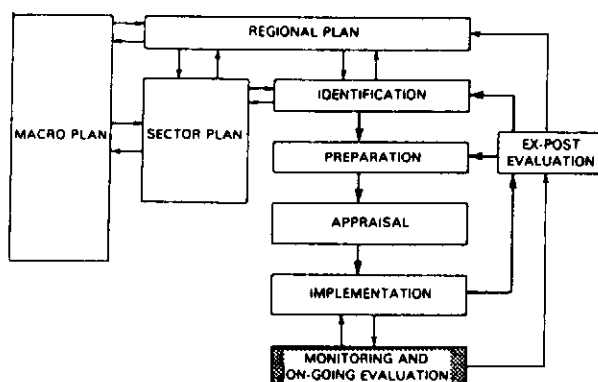 REGIONAL PLAN
MACRO PLAN
SECTOR PLAN
IDENTIFICATION
PREPARATION
EX-POST
EVALUATION
APPRAISAL
IMPLEMENTATION
MONITORING AND
ON-GOING EVALUATION